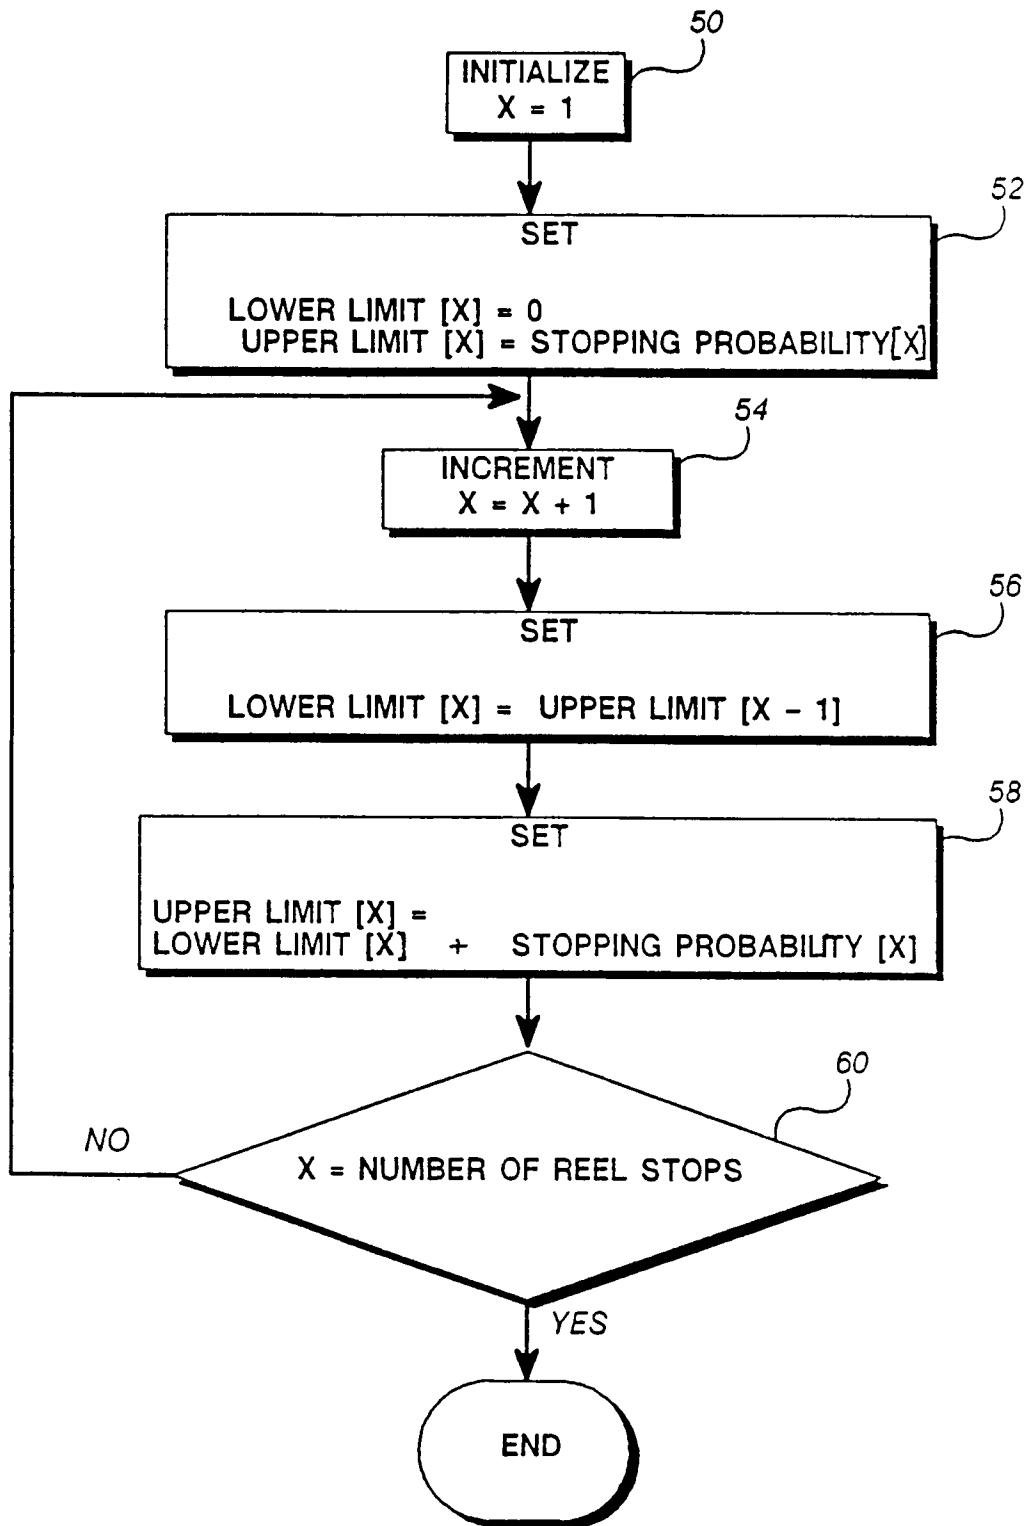 50
INITIALIZE
X = 1
52
SET
LOWER LIMIT [X] = 0
UPPER LIMIT [X] = STOPPING PROBABILITY[X]
54
INCREMENT
X = X + 1
56
SET
LOWER LIMIT [X] = UPPER LIMIT [X - 1]
58
SET
UPPER LIMIT [X] =
LOWER LIMIT [X] + STOPPING PROBABILITY [X]
60
NO
X = NUMBER OF REEL STOPS
YES
END